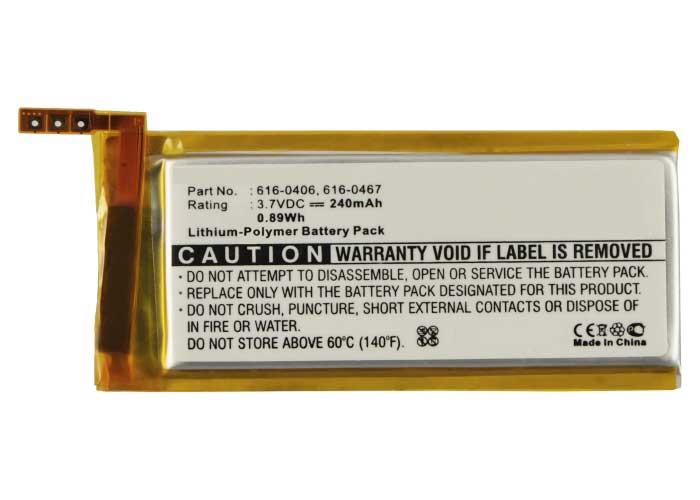 Part No. : 616-0406, 616-0467
Rating : 3.7VDC ⎓ 240mAh
0.89Wh
Lithium-Polymer Battery Pack
CAUTION WARRANTY VOID IF LABEL IS REMOVED
•DO NOT ATTEMPT TO DISASSEMBLE, OPEN OR SERVICE THE BATTERY PACK.
•REPLACE ONLY WITH THE BATTERY PACK DESIGNATED FOR THIS PRODUCT.
•DO NOT CRUSH, PUNCTURE, SHORT EXTERNAL CONTACTS OR DISPOSE OF
IN FIRE OR WATER.
DO NOT STORE ABOVE 60°C (140°F).
CE
Made in China